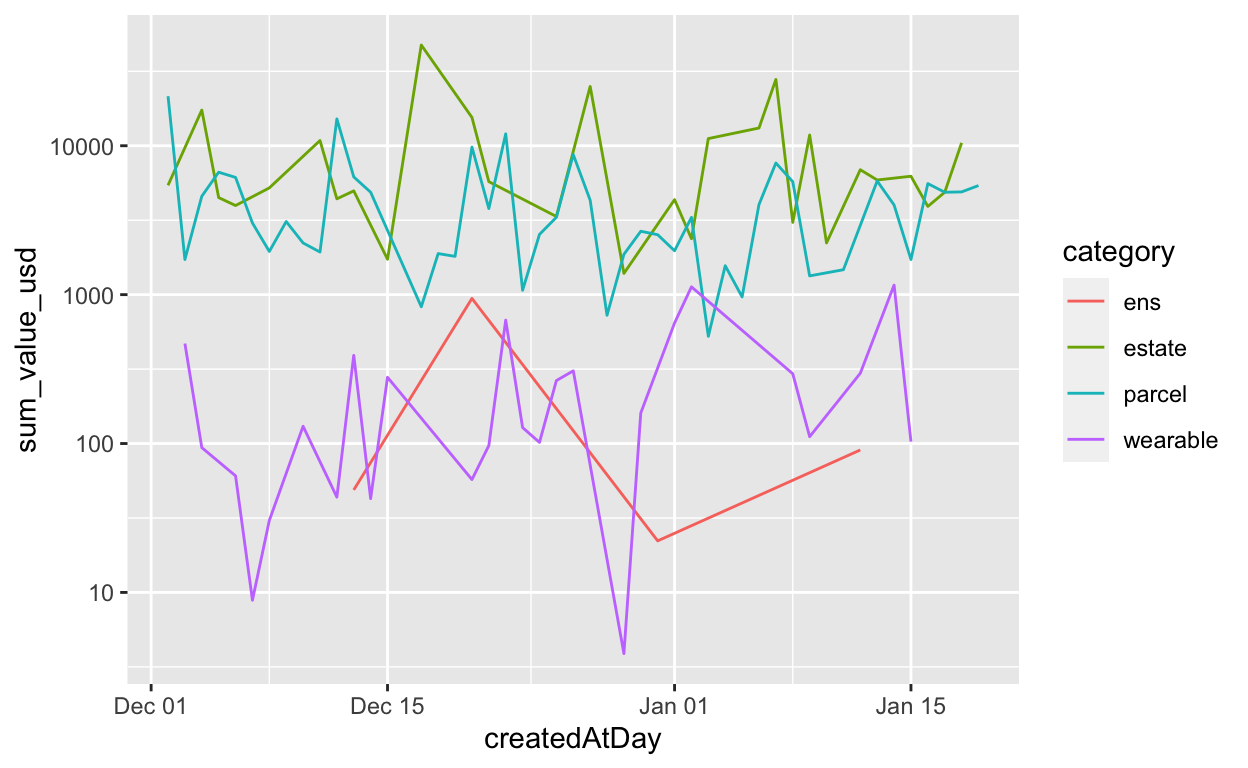 sum_value_usd
10000
1000
100
10
Dec 01
Dec 15
Jan 01
Jan 15
createdAtDay
category
ens
estate
parcel
wearable